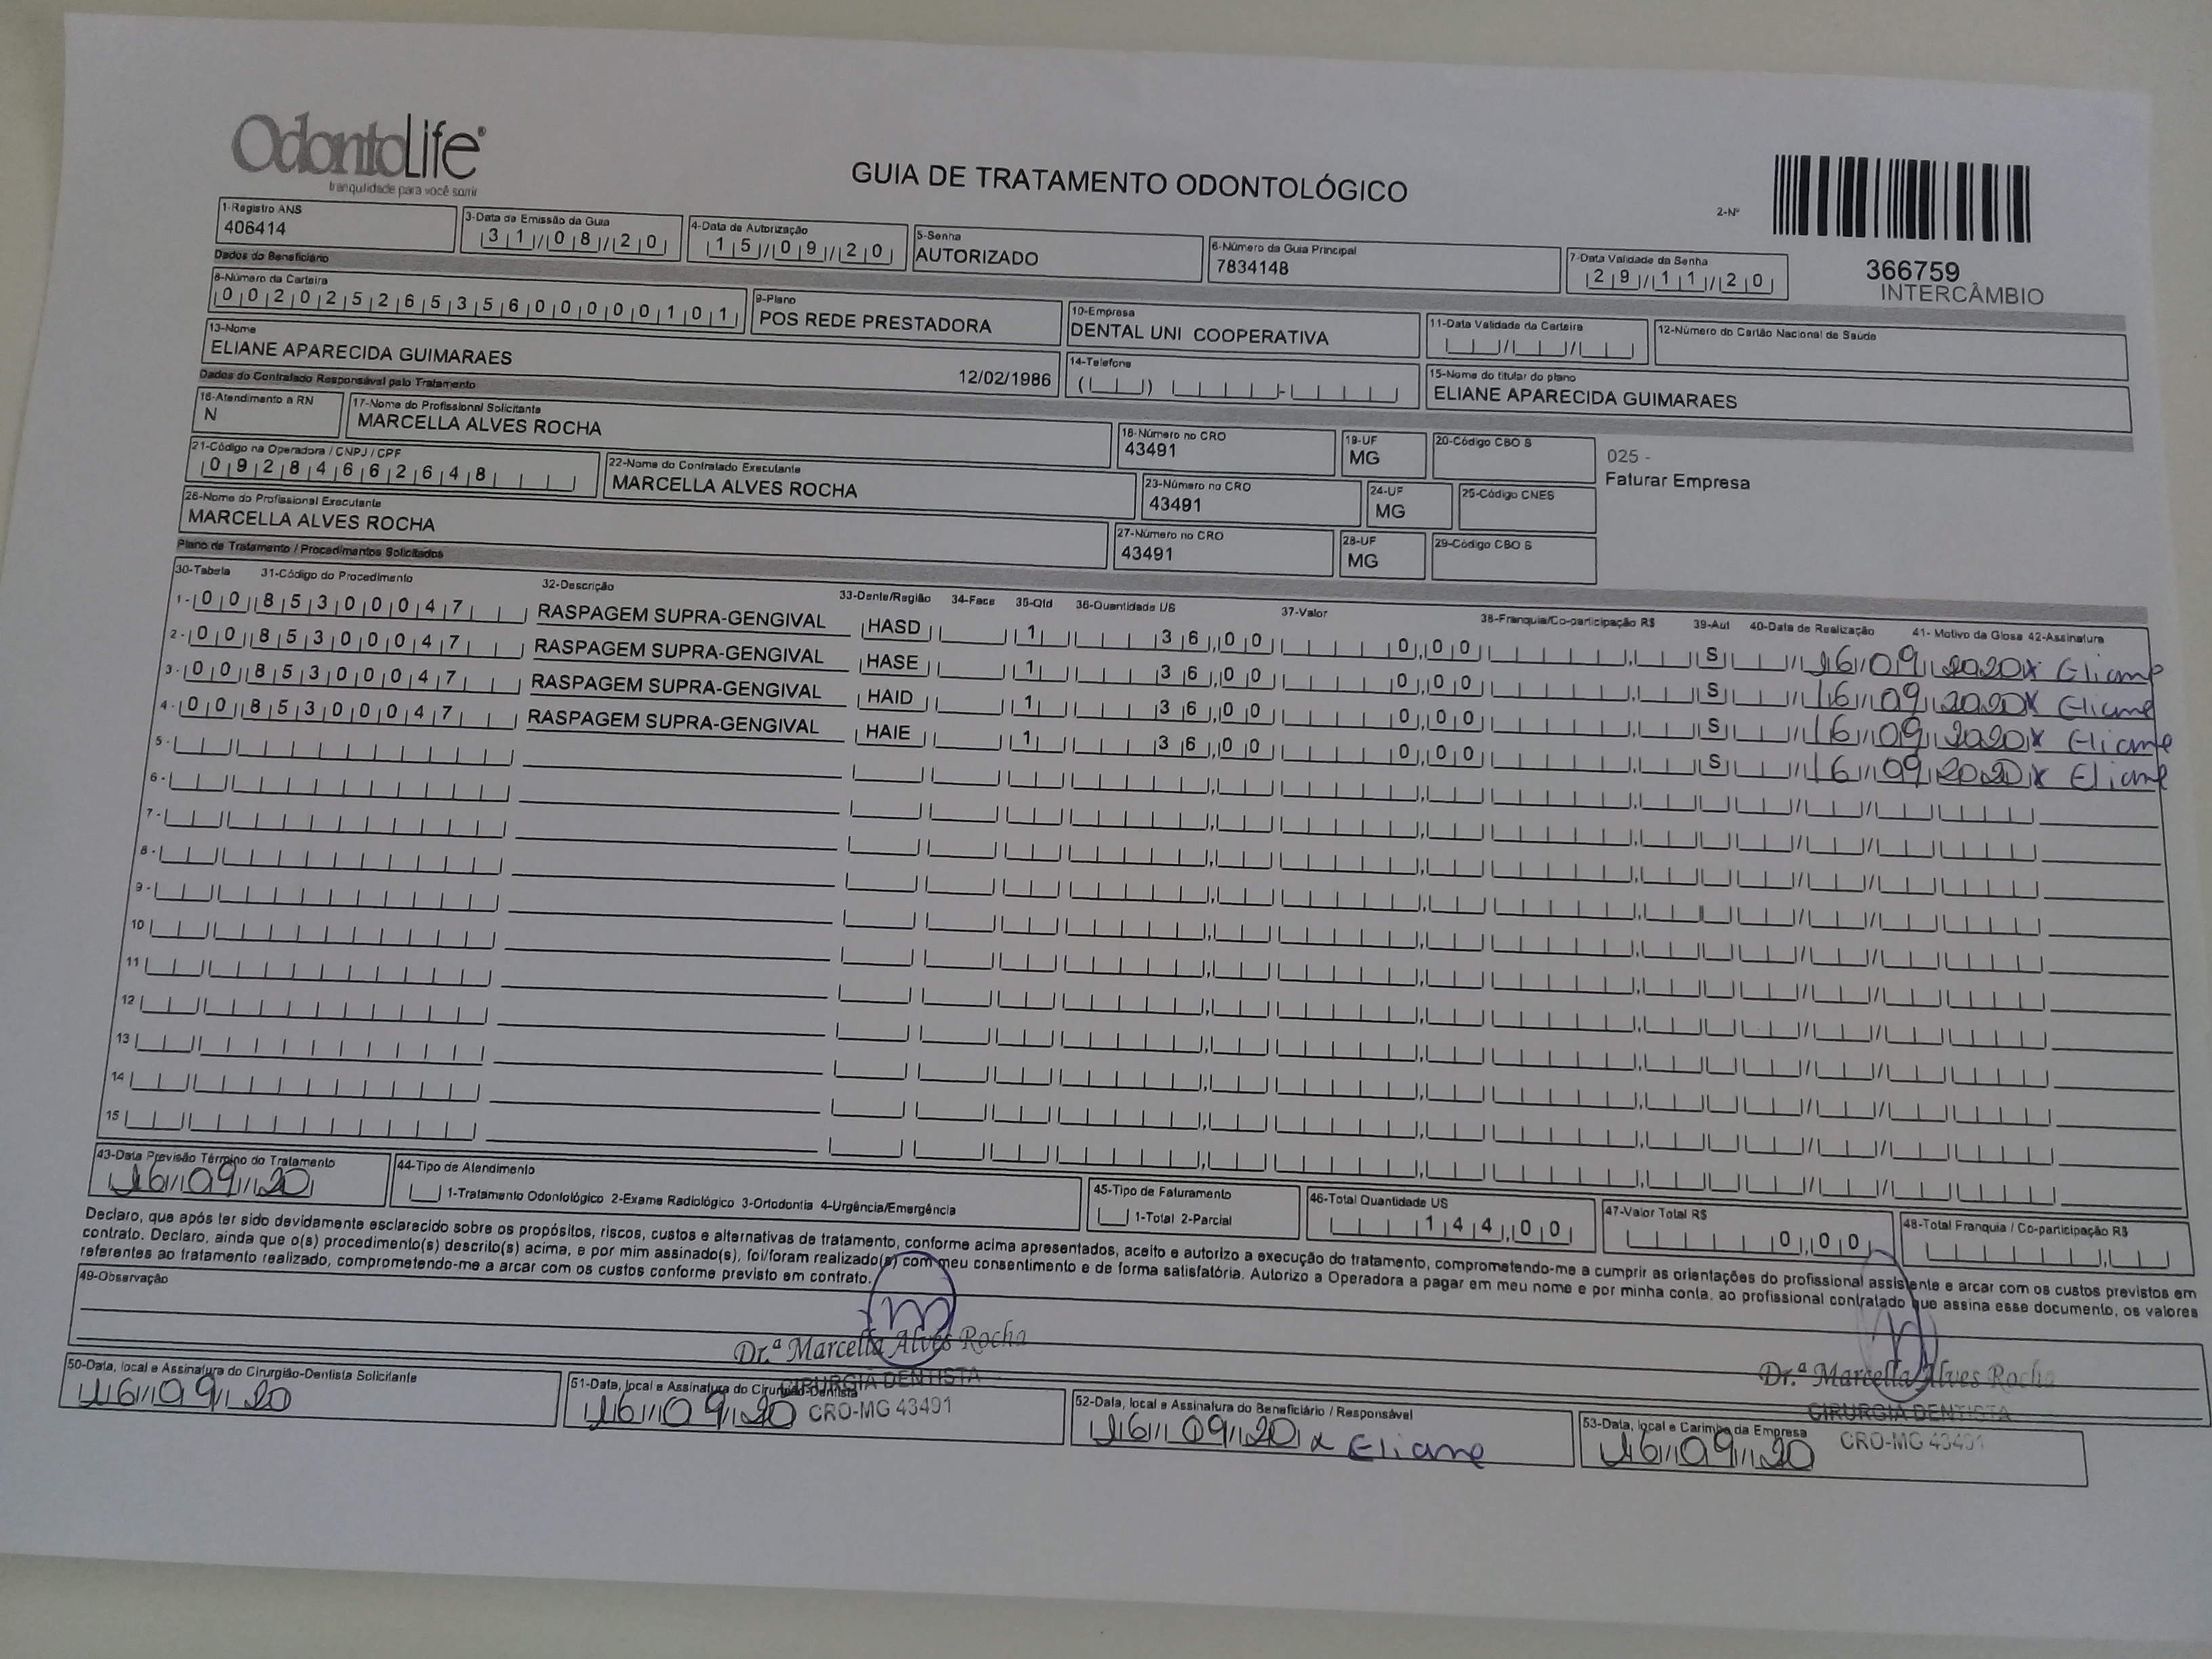 OdontoLife®
tranquilidade para você sorrir
GUIA DE TRATAMENTO ODONTOLÓGICO
2-Nº
366759
INTERCÂMBIO
1-Registro ANS
406414
3-Data de Emissão da Guia
31/08/20
4-Data de Autorização
15/09/20
5-Senha
AUTORIZADO
6-Número da Guia Principal
7834148
7-Data Validade da Senha
29/11/20
Dados do Beneficiário
8-Número da Carteira
00202526535600000101
9-Plano
POS REDE PRESTADORA
10-Empresa
DENTAL UNI COOPERATIVA
11-Data Validade da Carteira
12-Número do Cartão Nacional de Saúde
13-Nome
ELIANE APARECIDA GUIMARAES
12/02/1986
14-Telefone
15-Nome do titular do plano
ELIANE APARECIDA GUIMARAES
Dados do Contratado Responsável pelo Tratamento
16-Atendimento a RN
N
17-Nome do Profissional Solicitante
MARCELLA ALVES ROCHA
18-Número no CRO
43491
19-UF
MG
20-Código CBO S
025 -
Faturar Empresa
21-Código na Operadora / CNPJ / CPF
09284662648
22-Nome do Contratado Executante
MARCELLA ALVES ROCHA
23-Número no CRO
43491
24-UF
MG
25-Código CNES
26-Nome do Profissional Executante
MARCELLA ALVES ROCHA
27-Número no CRO
43491
28-UF
MG
29-Código CBO S
Plano de Tratamento / Procedimentos Solicitados
30-Tabela 31-Código do Procedimento 32-Descrição 33-Dente/Região 34-Face 35-Qtd 36-Quantidade US 37-Valor 38-Franquia/Co-participação R$ 39-Aut 40-Data de Realização 41- Motivo da Glosa 42-Assinatura
1- 00 85300047 RASPAGEM SUPRA-GENGIVAL HASD 1 36,00 0,00 S 16/09/2020 x Eliane
2- 00 85300047 RASPAGEM SUPRA-GENGIVAL HASE 1 36,00 0,00 S 16/09/2020 x Eliane
3- 00 85300047 RASPAGEM SUPRA-GENGIVAL HAID 1 36,00 0,00 S 16/09/2020 x Eliane
4- 00 85300047 RASPAGEM SUPRA-GENGIVAL HAIE 1 36,00 0,00 S 16/09/2020 x Eliane
5-
6-
7-
8-
9-
10
11
12
13
14
15
43-Data Previsão Término do Tratamento
16/09/20
44-Tipo de Atendimento
1-Tratamento Odontológico 2-Exame Radiológico 3-Ortodontia 4-Urgência/Emergência
45-Tipo de Faturamento
1-Total 2-Parcial
46-Total Quantidade US
144,00
47-Valor Total R$
0,00
48-Total Franquia / Co-participação R$
Declaro, que após ter sido devidamente esclarecido sobre os propósitos, riscos, custos e alternativas de tratamento, conforme acima apresentados, aceito e autorizo a execução do tratamento, comprometendo-me a cumprir as orientações do profissional assistente e arcar com os custos previstos em
contrato. Declaro, ainda que o(s) procedimento(s) descrito(s) acima, e por mim assinado(s), foi/foram realizado(s) com meu consentimento e de forma satisfatória. Autorizo a Operadora a pagar em meu nome e por minha conta, ao profissional contratado que assina esse documento, os valores
referentes ao tratamento realizado, comprometendo-me a arcar com os custos conforme previsto em contrato.
49-Observação
Dr.ª Marcella Alves Rocha
CIRURGIÃ DENTISTA
CRO-MG 43491
Dr.ª Marcella Alves Rocha
CIRURGIÃ DENTISTA
CRO-MG 43491
50-Data, local e Assinatura do Cirurgião-Dentista Solicitante
16/09/20
51-Data, local e Assinatura do Cirurgião-Dentista
16/09/20
52-Data, local e Assinatura do Beneficiário / Responsável
16/09/20 x Eliane
53-Data, local e Carimbo da Empresa
16/09/20